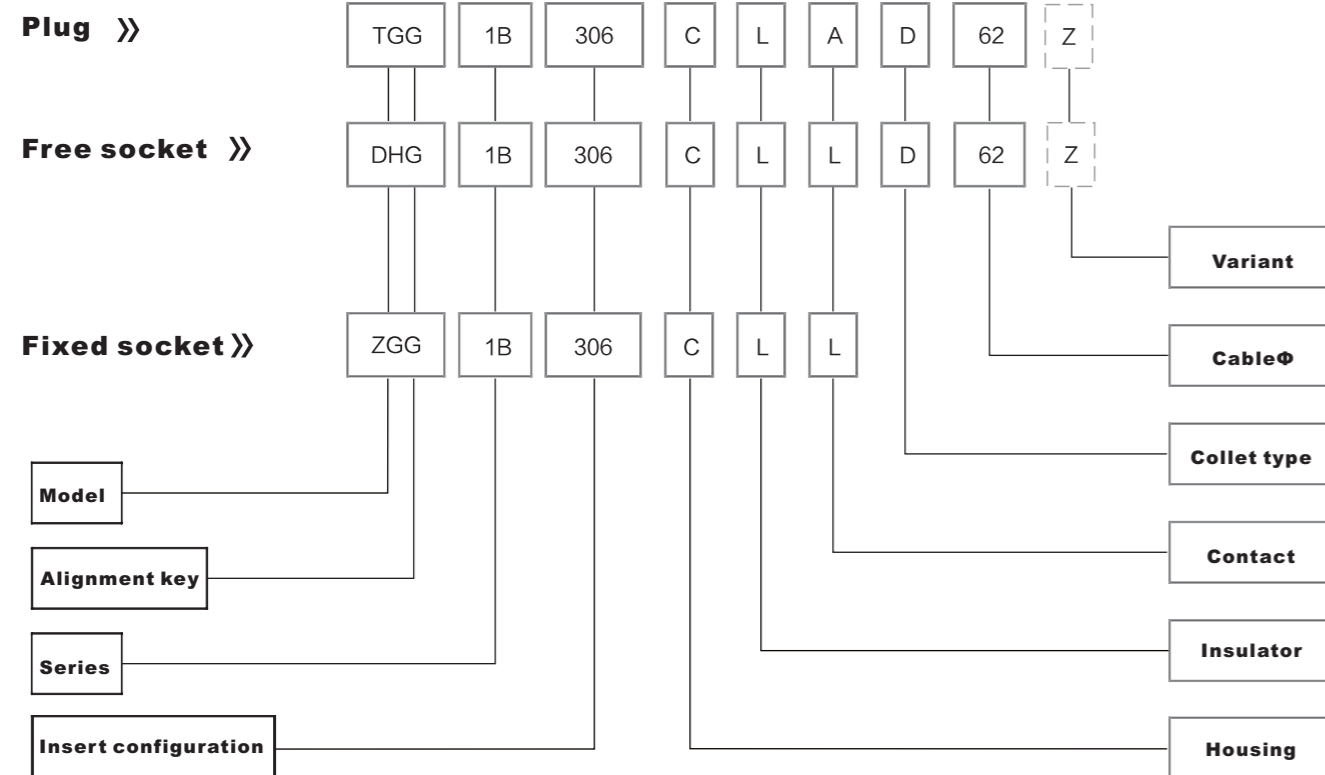 Plug » TGG 1B 306 C L A D 62 Z
Free socket » DHG 1B 306 C L L D 62 Z
Variant
Fixed socket » ZGG 1B 306 C L L
CableΦ
Collet type
Model
Contact
Alignment key
Insulator
Series
Insert configuration
Housing